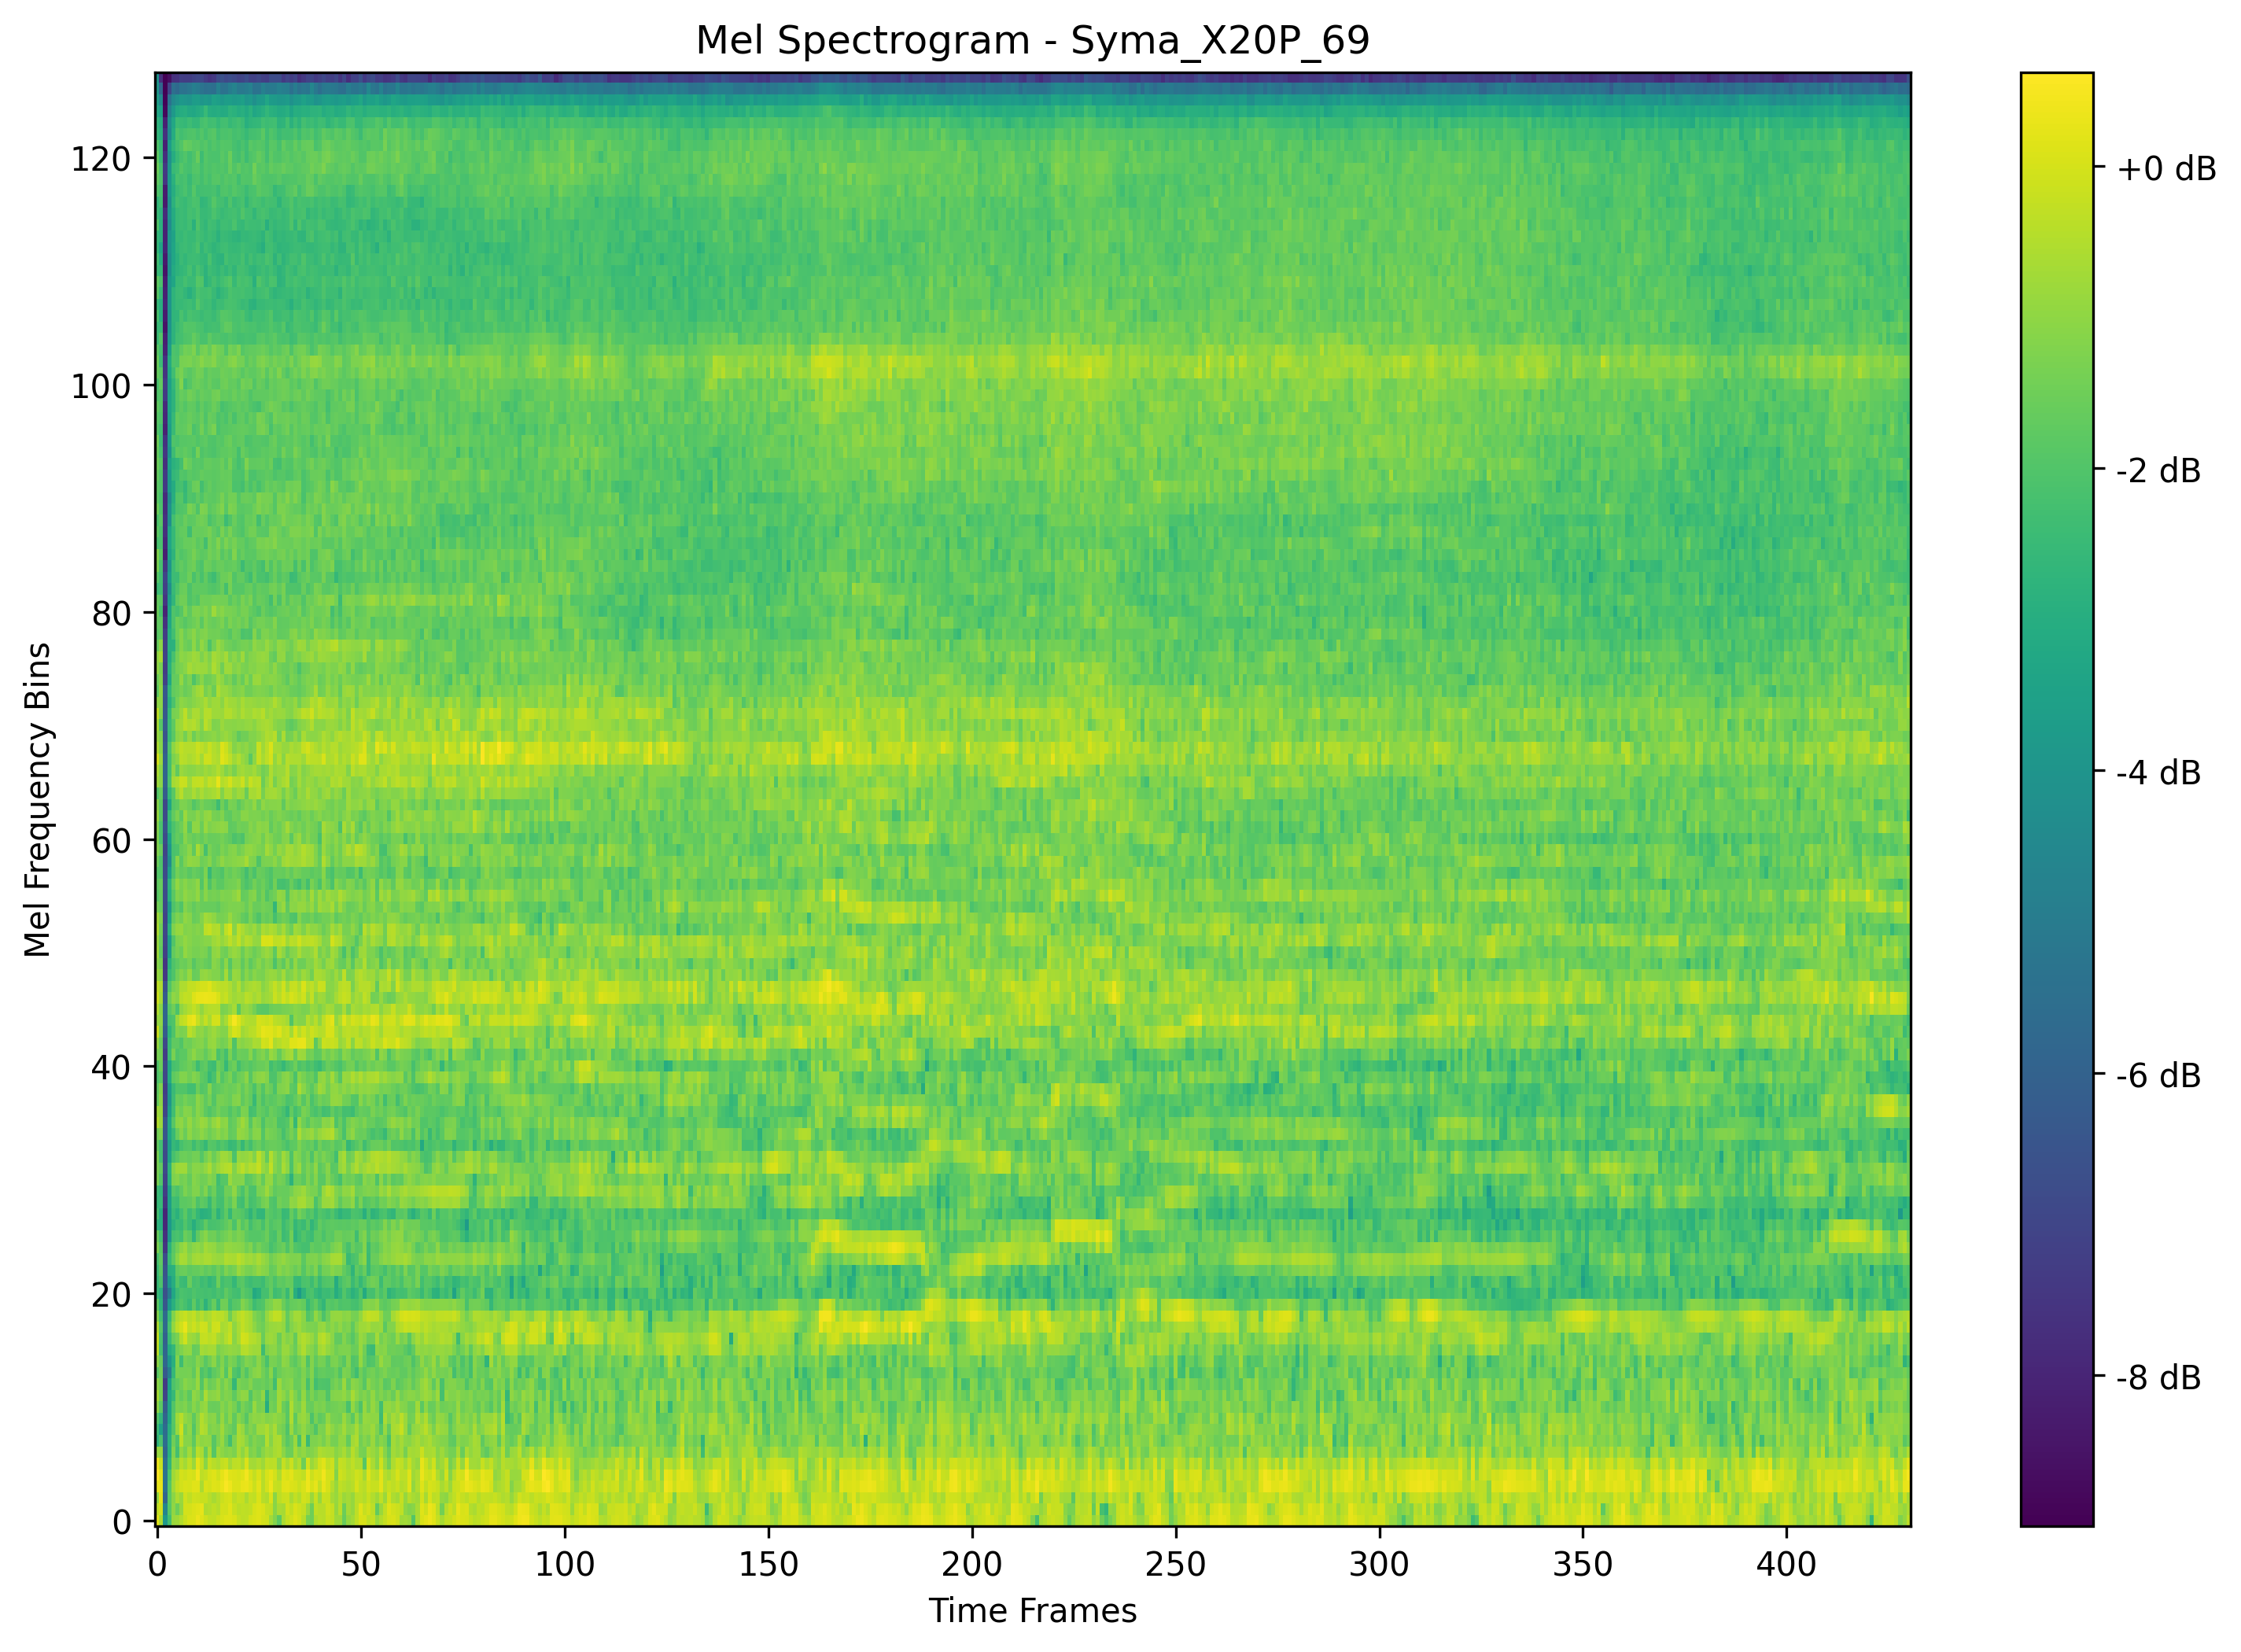 Mel Spectrogram - Syma_X20P_69
Mel Frequency Bins
120
100
80
60
40
20
0
0 50 100 150 200 250 300 350 400
Time Frames
+0 dB
-2 dB
-4 dB
-6 dB
-8 dB